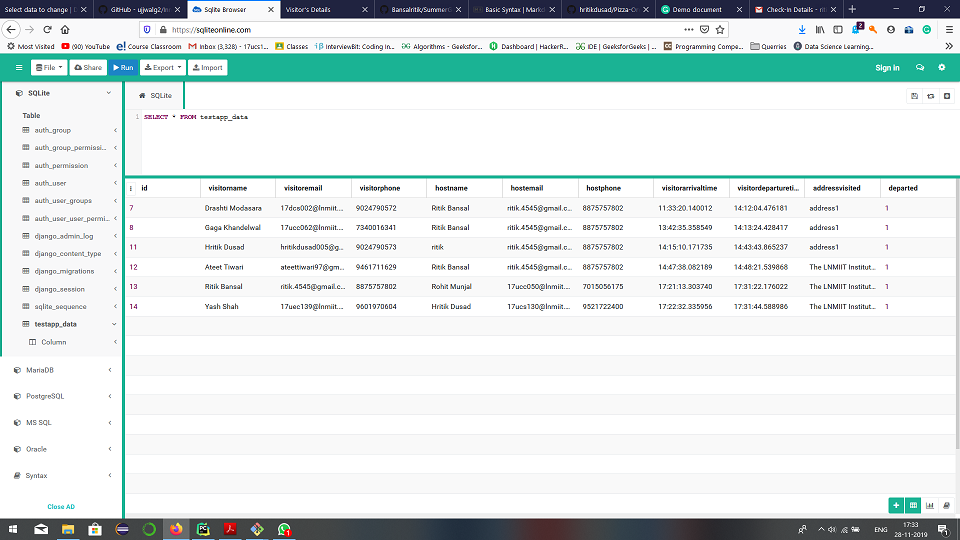 Select data to change | D
GitHub - ujjwalg2/Inn
Sqlite Browser
Visitor's Details
Bansalritik/SummerG
Basic Syntax | Markd
hritikdusad/Pizza-Or
Demo document
Check-In Details - rit
https://sqliteonline.com
Most Visited
(90) YouTube
Course Classroom
Inbox (3,328) - 17ucs1...
Classes
InterviewBit: Coding In...
Algorithms - Geeksfor...
Dashboard | HackerR...
IDE | GeeksforGeeks | ...
Programming Compe...
Querries
Data Science Learning...
File
Share
Run
Export
Import
Sign in
SQLite
SQLite
Table
auth_group
auth_group_permissi...
auth_permission
auth_user
auth_user_groups
auth_user_user_permi...
django_admin_log
django_content_type
django_migrations
django_session
sqlite_sequence
testapp_data
Column
MariaDB
PostgreSQL
MS SQL
Oracle
Syntax
Close AD
1 SELECT * FROM testapp_data
id visitorname visitoremail visitorphone hostname hostemail hostphone visitorarrivaltime visitordepartureti... addressvisited departed
7 Drashti Modasara 17dcs002@lnmiit.... 9024790572 Ritik Bansal ritik.4545@gmail.c... 8875757802 11:33:20.140012 14:12:04.476181 address1 1
8 Gaga Khandelwal 17ucc062@lnmiit.... 7340016341 Ritik Bansal ritik.4545@gmail.c... 8875757802 13:42:35.358549 14:13:24.428417 address1 1
11 Hritik Dusad hritikdusad005@g... 9024790573 ritik ritik.4545@gmail.c... 8875757802 14:15:10.171735 14:43:43.865237 address1 1
12 Ateet Tiwari ateettiwari97@gm... 9461711629 Ritik Bansal ritik.4545@gmail.c... 8875757802 14:47:38.082189 14:48:21.539868 The LNMIIT Institut... 1
13 Ritik Bansal ritik.4545@gmail.c... 8875757802 Rohit Munjal 17ucc050@lnmiit.... 7015056175 17:21:13.303740 17:31:22.176022 The LNMIIT Institut... 1
14 Yash Shah 17uec139@lnmiit.... 9601970604 Hritik Dusad 17ucs130@lnmiit.... 9521722400 17:22:32.335956 17:31:44.588986 The LNMIIT Institut... 1
ENG
17:33
28-11-2019